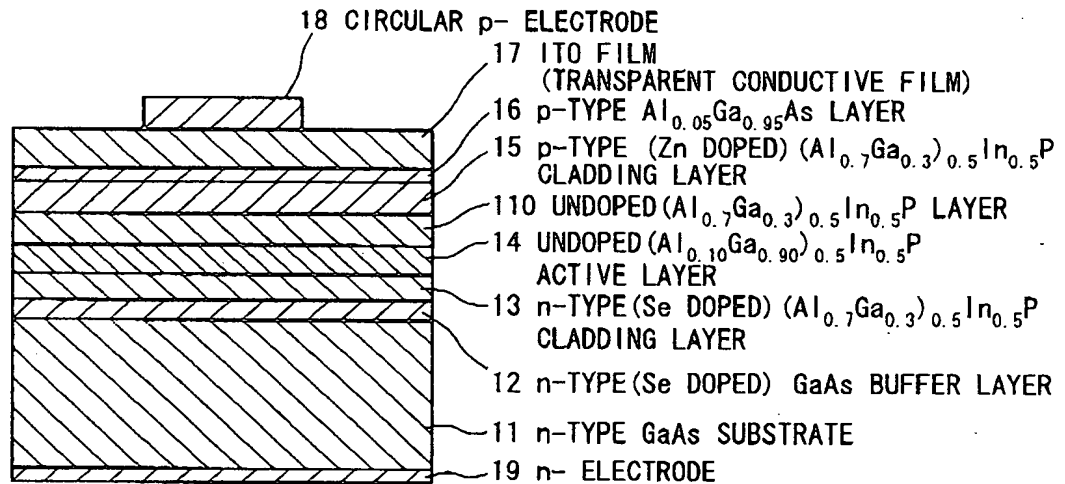 18 CIRCULAR p- ELECTRODE
17 ITO FILM
(TRANSPARENT CONDUCTIVE FILM)
16 p-TYPE Al₀.₀₅Ga₀.₉₅As LAYER
15 p-TYPE (Zn DOPED) (Al₀.₇Ga₀.₃)₀.₅In₀.₅P
CLADDING LAYER
110 UNDOPED(Al₀.₇Ga₀.₃)₀.₅In₀.₅P LAYER
14 UNDOPED(Al₀.₁₀Ga₀.₉₀)₀.₅In₀.₅P
ACTIVE LAYER
13 n-TYPE(Se DOPED) (Al₀.₇Ga₀.₃)₀.₅In₀.₅P
CLADDING LAYER
12 n-TYPE(Se DOPED) GaAs BUFFER LAYER
11 n-TYPE GaAs SUBSTRATE
19 n- ELECTRODE